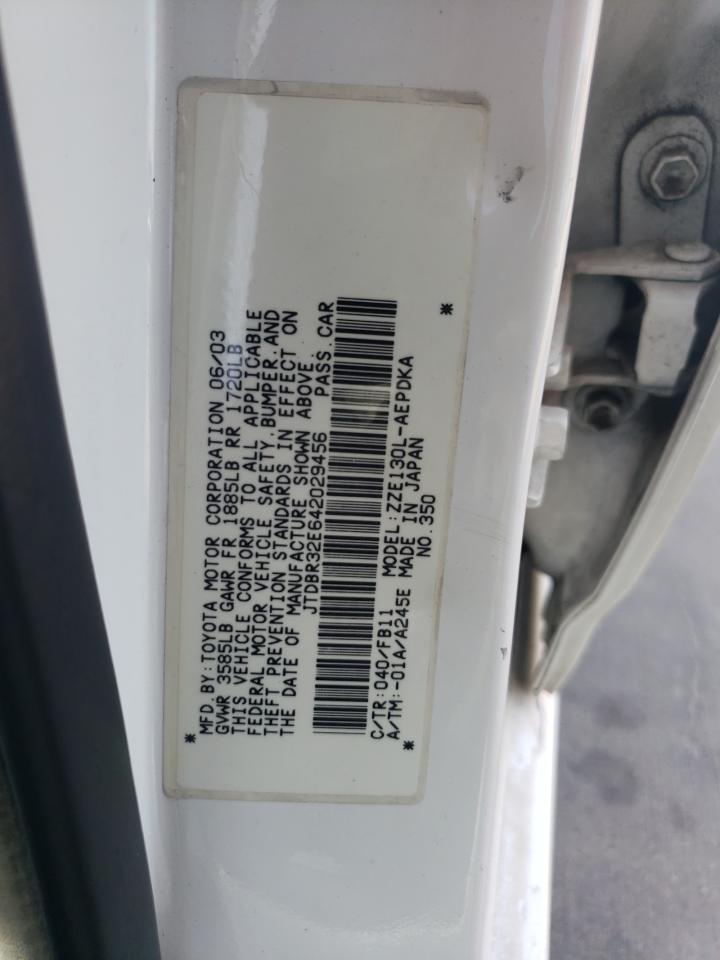 *
MFD.BY:TOYOTA MOTOR CORPORATION 06/03
GVWR 3585LB GAWR FR 1885LB RR 1720LB
THIS VEHICLE CONFORMS TO ALL APPLICABLE
FEDERAL MOTOR VEHICLE SAFETY,BUMPER,AND
THEFT PREVENTION STANDARDS IN EFFECT ON
THE DATE OF MANUFACTURE SHOWN ABOVE.
JTDBR32E642029456 PASS.CAR
C/TR:040/FB11 MODEL:ZZE130L-AEPDKA
A/TM:-01A/A245E MADE IN JAPAN
* NO.350 *